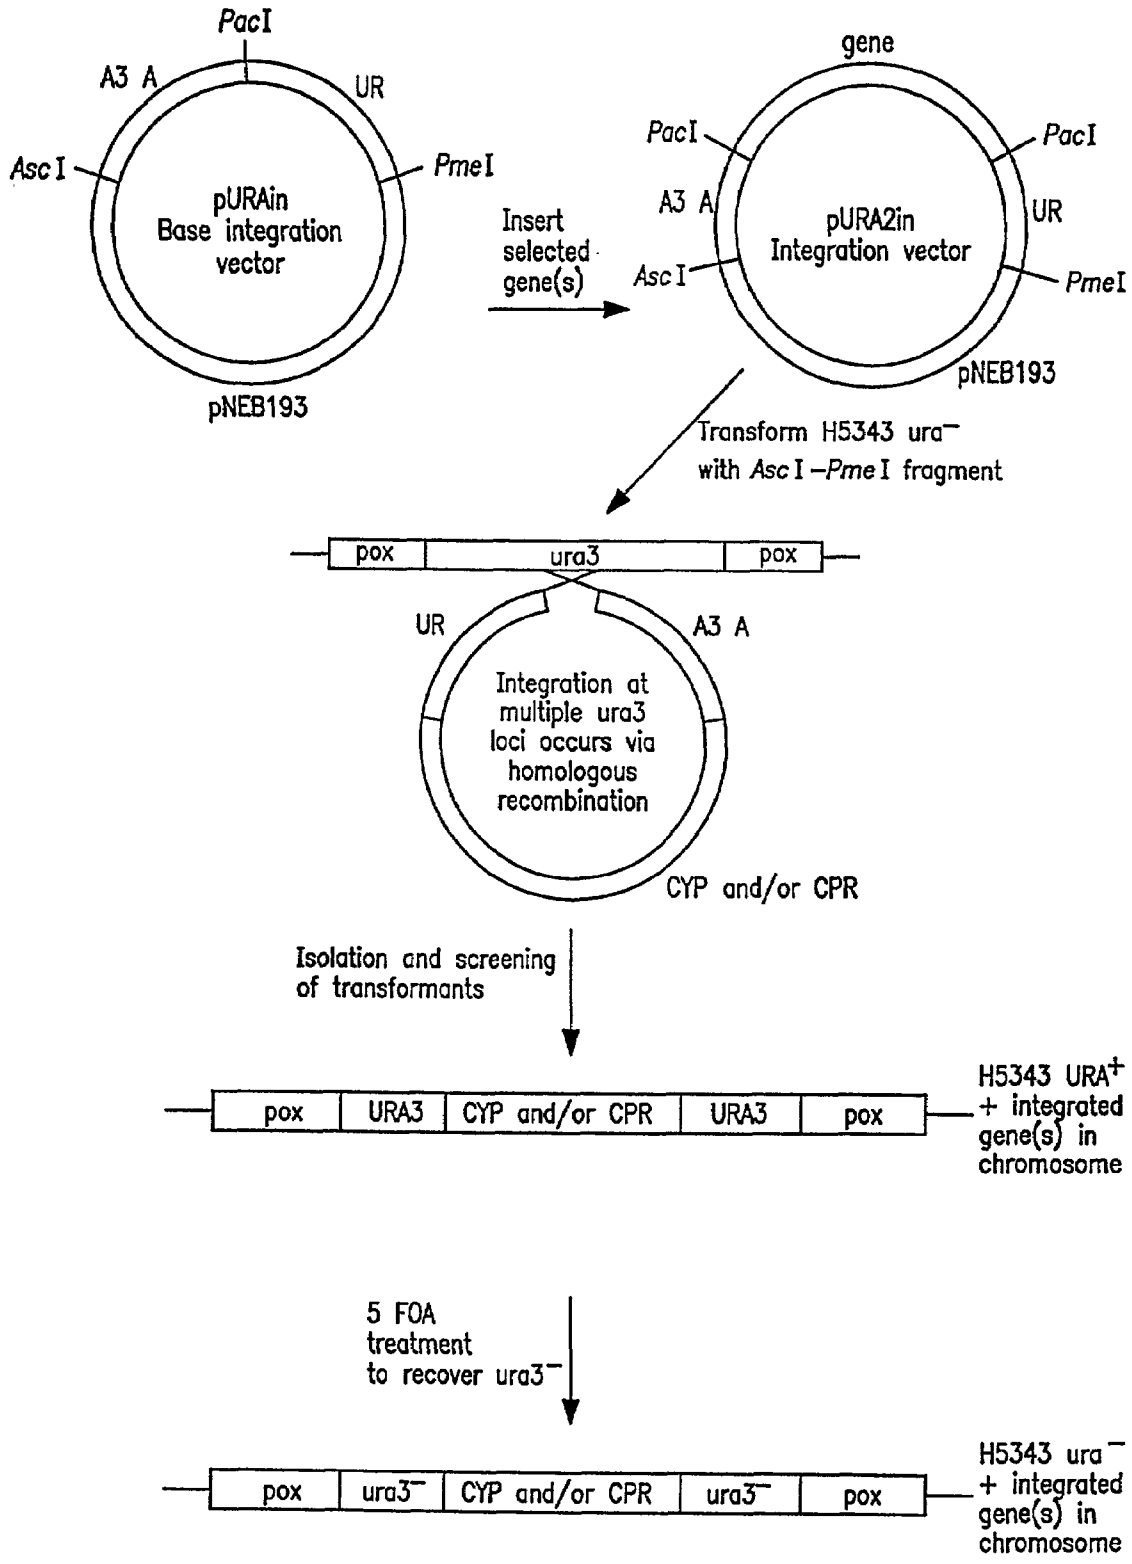 PacI
A3 A
UR
AscI
PmeI
pURAin
Base integration
vector
pNEB193
Insert
selected
gene(s)
gene
PacI
PacI
A3 A
UR
pURA2in
Integration vector
AscI
PmeI
pNEB193
Transform H5343 ura⁻
with AscI–PmeI fragment
pox ura3 pox
UR
A3 A
Integration at
multiple ura3
loci occurs via
homologous
recombination
CYP and/or CPR
Isolation and screening
of transformants
pox URA3 CYP and/or CPR URA3 pox
H5343 URA⁺
+ integrated
gene(s) in
chromosome
5 FOA
treatment
to recover ura3⁻
pox ura3⁻ CYP and/or CPR ura3⁻ pox
H5343 ura⁻
+ integrated
gene(s) in
chromosome